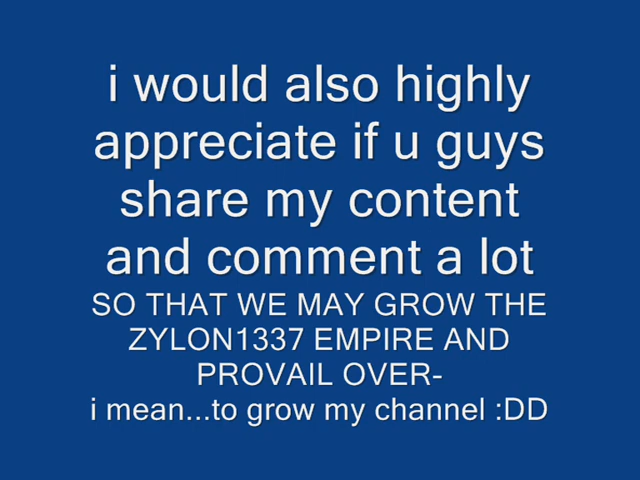 i would also highly
appreciate if u guys
share my content
and comment a lot
SO THAT WE MAY GROW THE
ZYLON1337 EMPIRE AND
PROVAIL OVER-
i mean...to grow my channel :DD